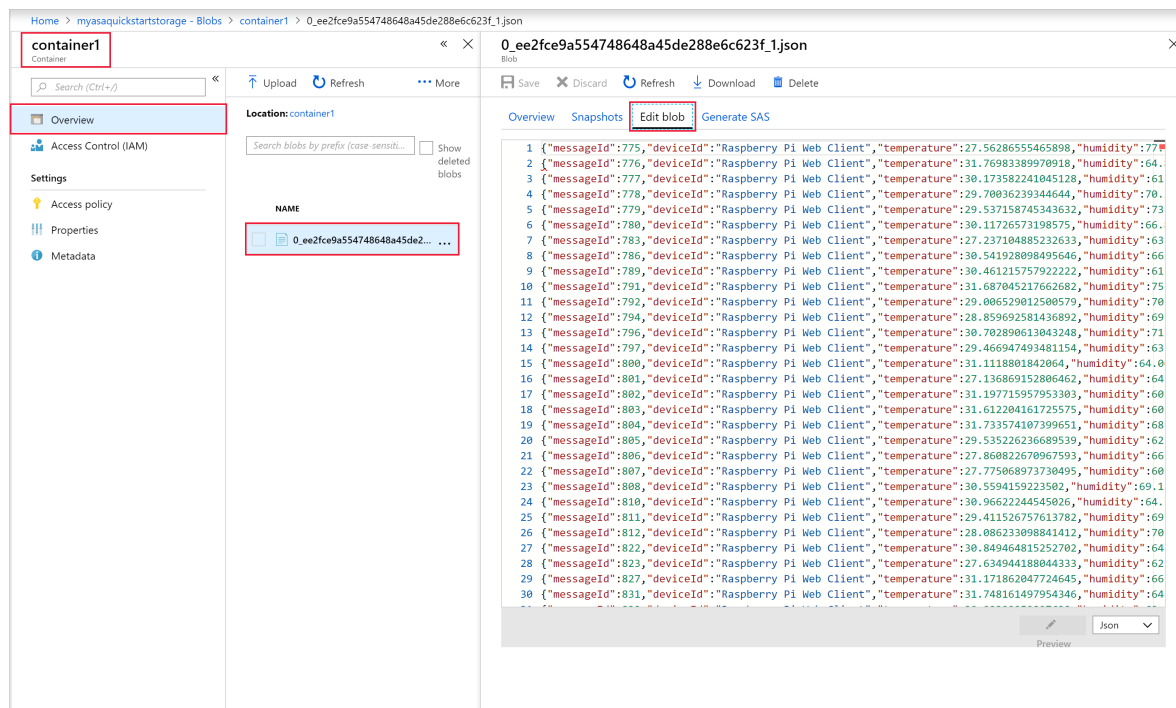 Home > myasaquickstartstorage - Blobs > container1 > 0_ee2fce9a554748648a45de288e6c623f_1.json
container1
Container
Search (Ctrl+/)
Overview
Access Control (IAM)
Settings
Access policy
Properties
Metadata
Upload Refresh More
Location: container1
Search blobs by prefix (case-sensiti...
Show
deleted
blobs
NAME
0_ee2fce9a554748648a45de2... ...
0_ee2fce9a554748648a45de288e6c623f_1.json
Blob
Save Discard Refresh Download Delete
Overview Snapshots Edit blob Generate SAS
1 {"messageId":775,"deviceId":"Raspberry Pi Web Client","temperature":27.56286555465898,"humidity":77
2 {"messageId":776,"deviceId":"Raspberry Pi Web Client","temperature":31.76983389970918,"humidity":64.
3 {"messageId":777,"deviceId":"Raspberry Pi Web Client","temperature":30.173582241045128,"humidity":61
4 {"messageId":778,"deviceId":"Raspberry Pi Web Client","temperature":29.70036239344644,"humidity":70.
5 {"messageId":779,"deviceId":"Raspberry Pi Web Client","temperature":29.537158745343632,"humidity":73
6 {"messageId":780,"deviceId":"Raspberry Pi Web Client","temperature":30.11726573198575,"humidity":66.
7 {"messageId":783,"deviceId":"Raspberry Pi Web Client","temperature":27.237104885232633,"humidity":63
8 {"messageId":786,"deviceId":"Raspberry Pi Web Client","temperature":30.541928098495646,"humidity":66
9 {"messageId":789,"deviceId":"Raspberry Pi Web Client","temperature":30.461215757922222,"humidity":61
10 {"messageId":791,"deviceId":"Raspberry Pi Web Client","temperature":31.687045217662682,"humidity":75
11 {"messageId":792,"deviceId":"Raspberry Pi Web Client","temperature":29.006529012500579,"humidity":70
12 {"messageId":794,"deviceId":"Raspberry Pi Web Client","temperature":28.859692581436892,"humidity":69
13 {"messageId":796,"deviceId":"Raspberry Pi Web Client","temperature":30.702890613043248,"humidity":71
14 {"messageId":797,"deviceId":"Raspberry Pi Web Client","temperature":29.466947493481154,"humidity":63
15 {"messageId":800,"deviceId":"Raspberry Pi Web Client","temperature":31.1118801842064,"humidity":64.0
16 {"messageId":801,"deviceId":"Raspberry Pi Web Client","temperature":27.136869152806462,"humidity":64
17 {"messageId":802,"deviceId":"Raspberry Pi Web Client","temperature":31.197715957953303,"humidity":60
18 {"messageId":803,"deviceId":"Raspberry Pi Web Client","temperature":31.612204161725575,"humidity":60
19 {"messageId":804,"deviceId":"Raspberry Pi Web Client","temperature":31.733574107399651,"humidity":68
20 {"messageId":805,"deviceId":"Raspberry Pi Web Client","temperature":29.535226236689539,"humidity":62
21 {"messageId":806,"deviceId":"Raspberry Pi Web Client","temperature":27.860822670967593,"humidity":66
22 {"messageId":807,"deviceId":"Raspberry Pi Web Client","temperature":27.775068973730495,"humidity":60
23 {"messageId":808,"deviceId":"Raspberry Pi Web Client","temperature":30.5594159223502,"humidity":69.1
24 {"messageId":810,"deviceId":"Raspberry Pi Web Client","temperature":30.96622244545026,"humidity":64.
25 {"messageId":811,"deviceId":"Raspberry Pi Web Client","temperature":29.411526757613782,"humidity":69
26 {"messageId":812,"deviceId":"Raspberry Pi Web Client","temperature":28.086233098841412,"humidity":70
27 {"messageId":822,"deviceId":"Raspberry Pi Web Client","temperature":30.849464815252702,"humidity":64
28 {"messageId":823,"deviceId":"Raspberry Pi Web Client","temperature":27.634944188044333,"humidity":62
29 {"messageId":827,"deviceId":"Raspberry Pi Web Client","temperature":31.171862047724645,"humidity":66
30 {"messageId":831,"deviceId":"Raspberry Pi Web Client","temperature":31.748161497954346,"humidity":64
Json
Preview